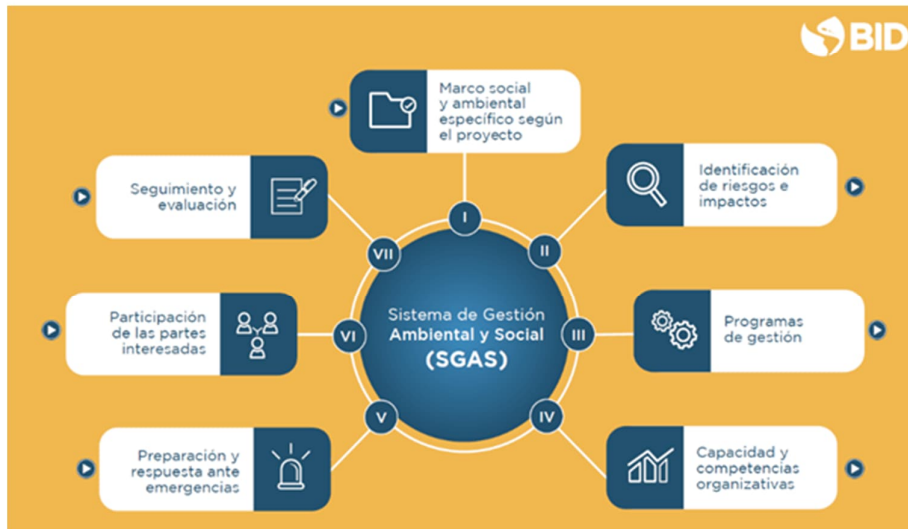 BID
Marco social
y ambiental
específico según
el proyecto
Identificación
de riesgos e
impactos
Programas
de gestión
Capacidad y
competencias
organizativas
Preparación y
respuesta ante
emergencias
Participación
de las partes
interesadas
Seguimiento y
evaluación
I
II
III
IV
V
VI
VII
Sistema de Gestión
Ambiental y Social
(SGAS)